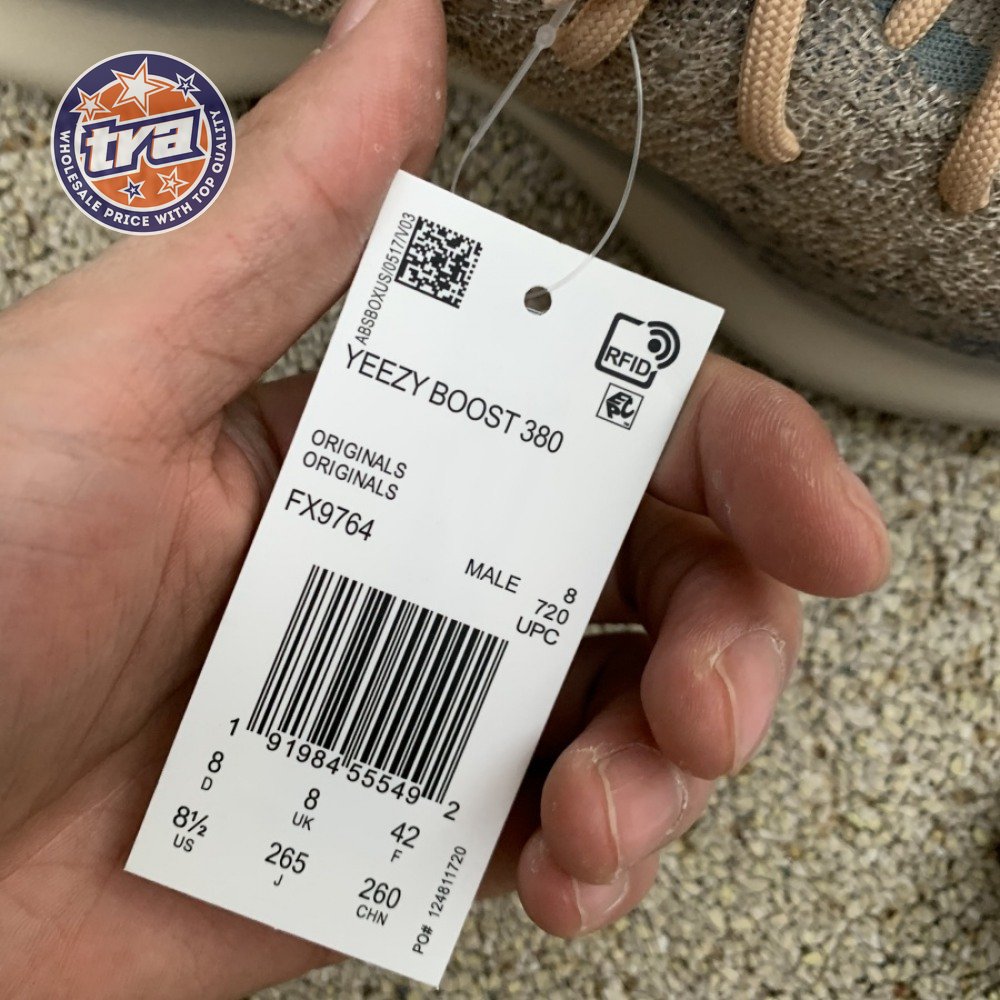 tra
WHOLESALE PRICE WITH TOP QUALITY
ABSBOXUS/0517/V03
RFID
YEEZY BOOST 380
ORIGINALS
ORIGINALS
FX9764
MALE 8
720
UPC
1 91984 55549 2
8 8 42
D UK F
8½ 265 260
US J CHN
PO# 124811720